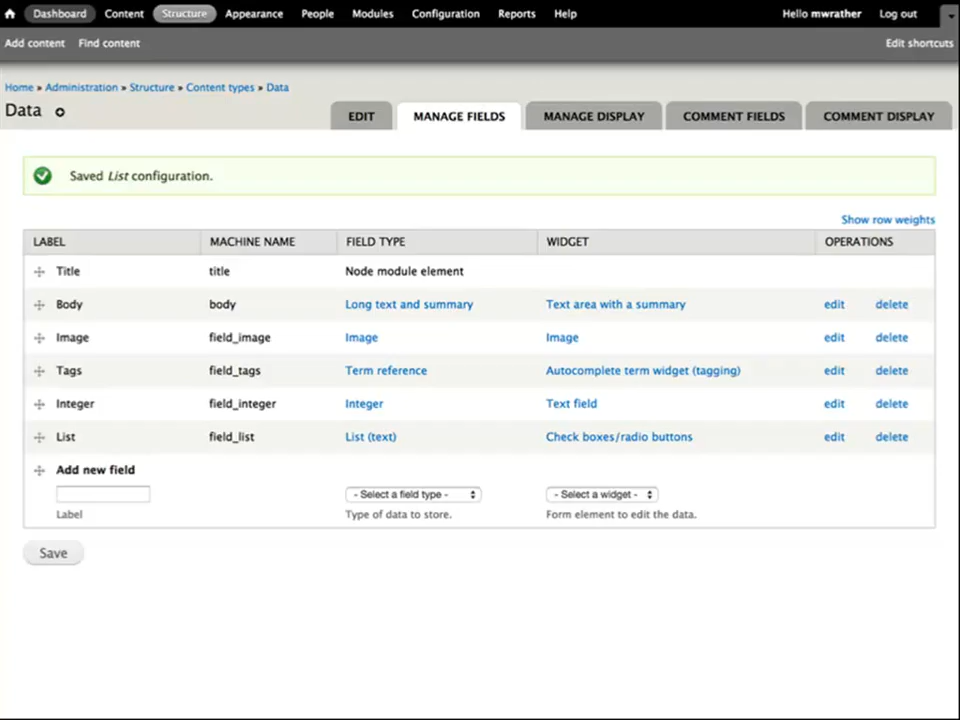 Dashboard Content Structure Appearance People Modules Configuration Reports Help Hello mwrather Log out
Add content Find content Edit shortcuts
Home » Administration » Structure » Content types » Data
Data EDIT MANAGE FIELDS MANAGE DISPLAY COMMENT FIELDS COMMENT DISPLAY
Saved List configuration.
Show row weights
LABEL MACHINE NAME FIELD TYPE WIDGET OPERATIONS
Title title Node module element
Body body Long text and summary Text area with a summary edit delete
Image field_image Image Image edit delete
Tags field_tags Term reference Autocomplete term widget (tagging) edit delete
Integer field_integer Integer Text field edit delete
List field_list List (text) Check boxes/radio buttons edit delete
Add new field
- Select a field type - - Select a widget -
Label Type of data to store. Form element to edit the data.
Save